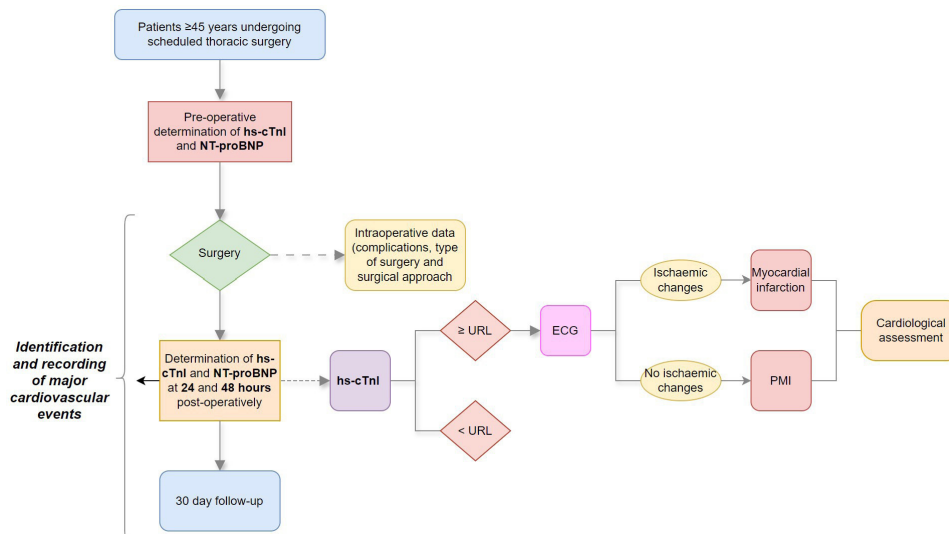 Patients ≥45 years undergoing
scheduled thoracic surgery
Pre-operative
determination of hs-cTnI
and NT-proBNP
Surgery
Intraoperative data
(complications, type of
surgery and
surgical approach
Identification
and recording
of major
cardiovascular
events
Determination of hs-
cTnI and NT-proBNP
at 24 and 48 hours
post-operatively
hs-cTnI
≥ URL
< URL
ECG
Ischaemic
changes
No ischaemic
changes
Myocardial
infarction
PMI
Cardiological
assessment
30 day follow-up